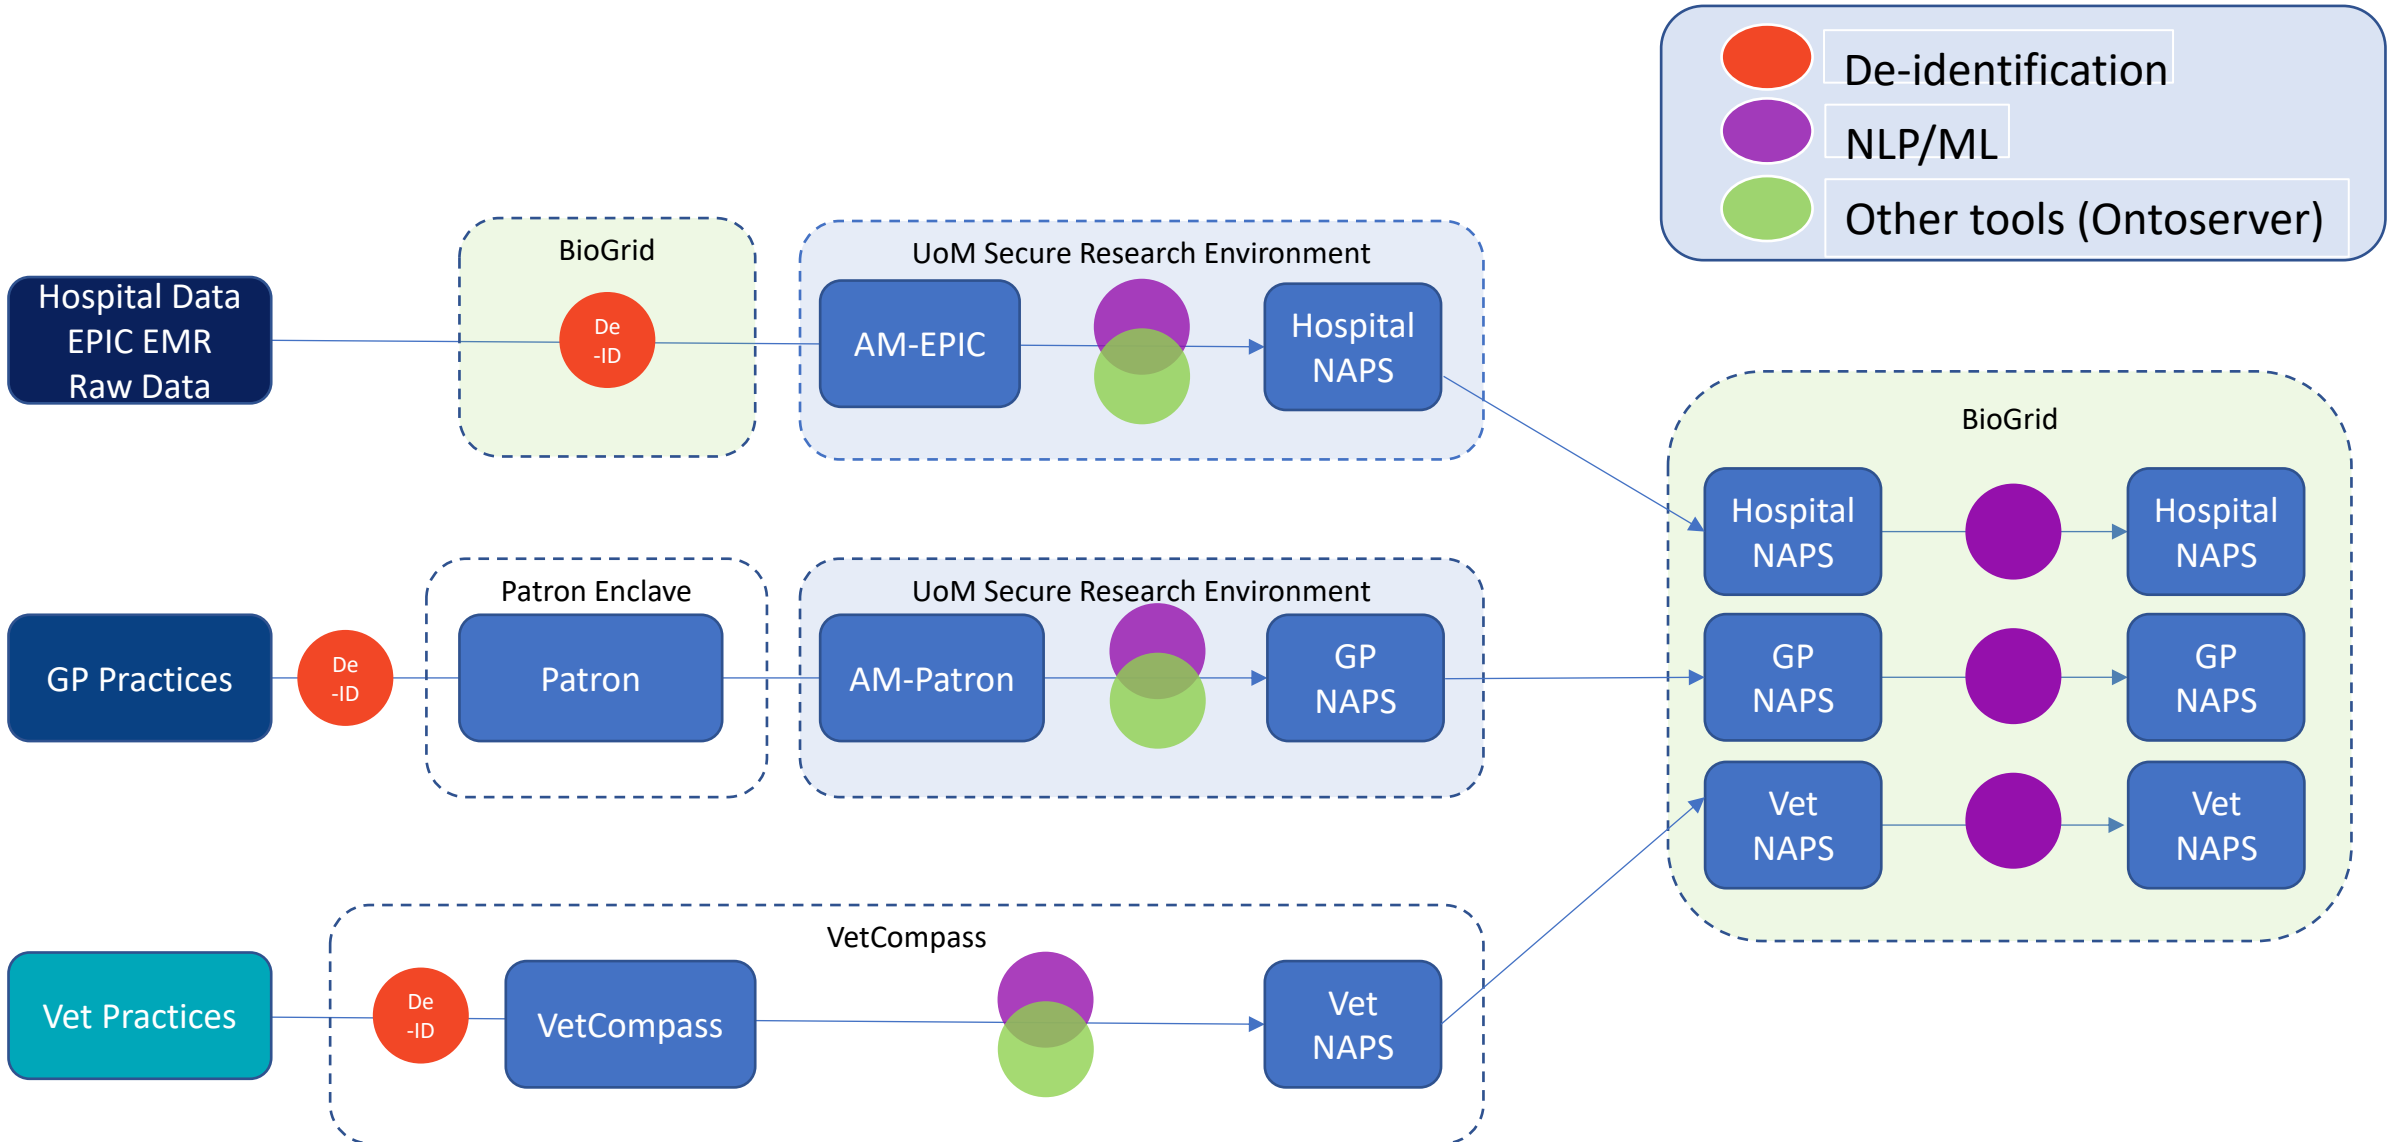 De-identification
NLP/ML
Other tools (Ontoserver)
BioGrid
UoM Secure Research Environment
Hospital Data
EPIC EMR
Raw Data
De
-ID
AM-EPIC
Hospital
NAPS
BioGrid
Hospital
NAPS
Hospital
NAPS
Patron Enclave
UoM Secure Research Environment
GP Practices
De
-ID
Patron
AM-Patron
GP
NAPS
GP
NAPS
GP
NAPS
Vet
NAPS
Vet
NAPS
VetCompass
Vet Practices
De
-ID
VetCompass
Vet
NAPS